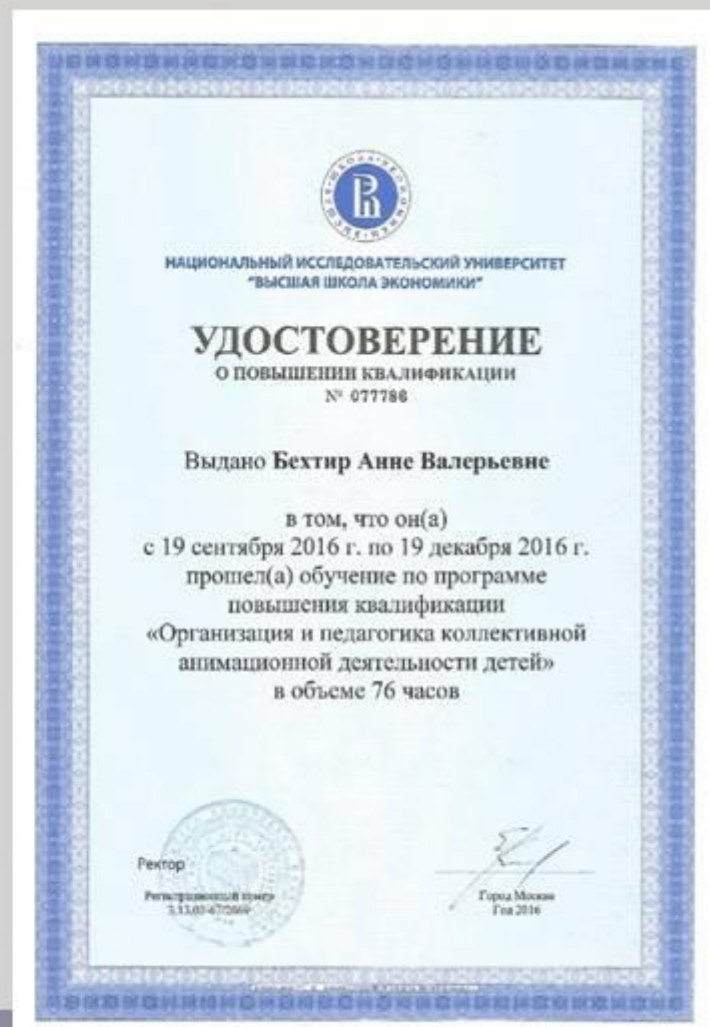 НАЦИОНАЛЬНЫЙ ИССЛЕДОВАТЕЛЬСКИЙ УНИВЕРСИТЕТ
"ВЫСШАЯ ШКОЛА ЭКОНОМИКИ"
УДОСТОВЕРЕНИЕ
О ПОВЫШЕНИИ КВАЛИФИКАЦИИ
№ 077786
Выдано Бехтир Анне Валерьевне
в том, что он(а)
с 19 сентября 2016 г. по 19 декабря 2016 г.
прошел(а) обучение по программе
повышения квалификации
«Организация и педагогика коллективной
анимационной деятельности детей»
в объеме 76 часов
Ректор
Регистрационный номер
Город Москва
Год 2016